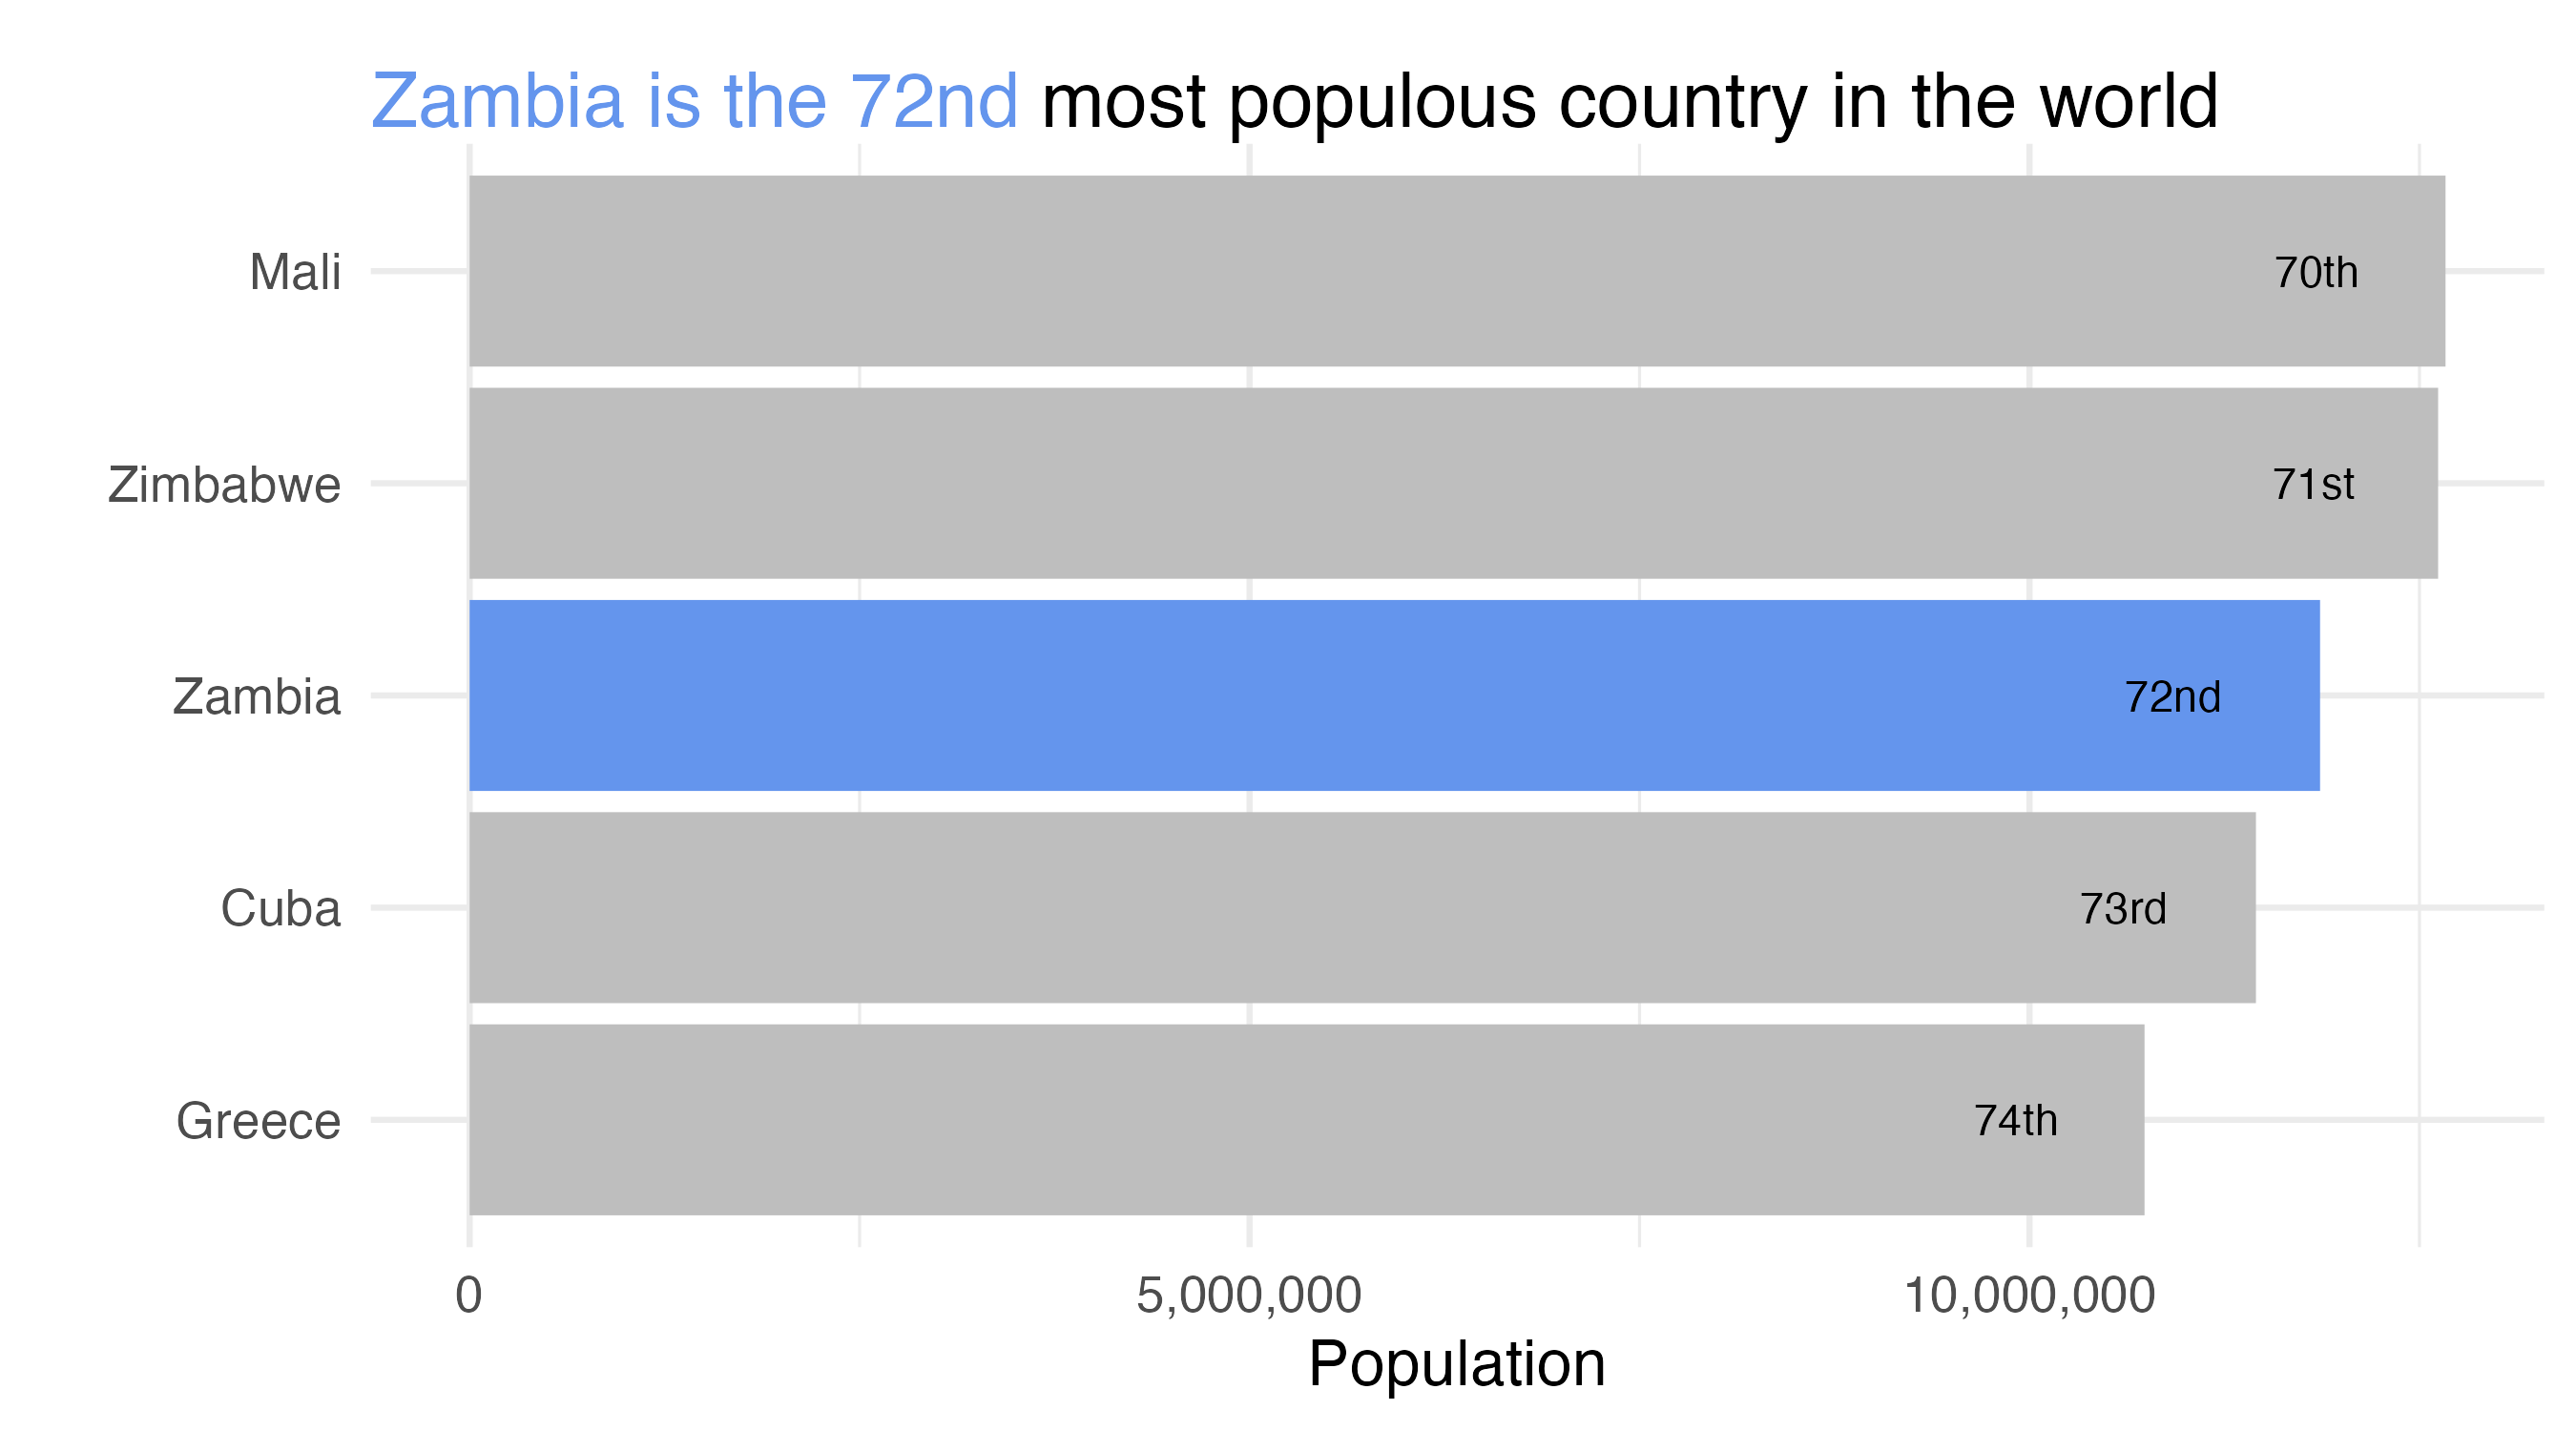 Zambia is the 72nd most populous country in the world
Mali
70th
Zimbabwe
71st
Zambia
72nd
Cuba
73rd
Greece
74th
0
5,000,000
10,000,000
Population